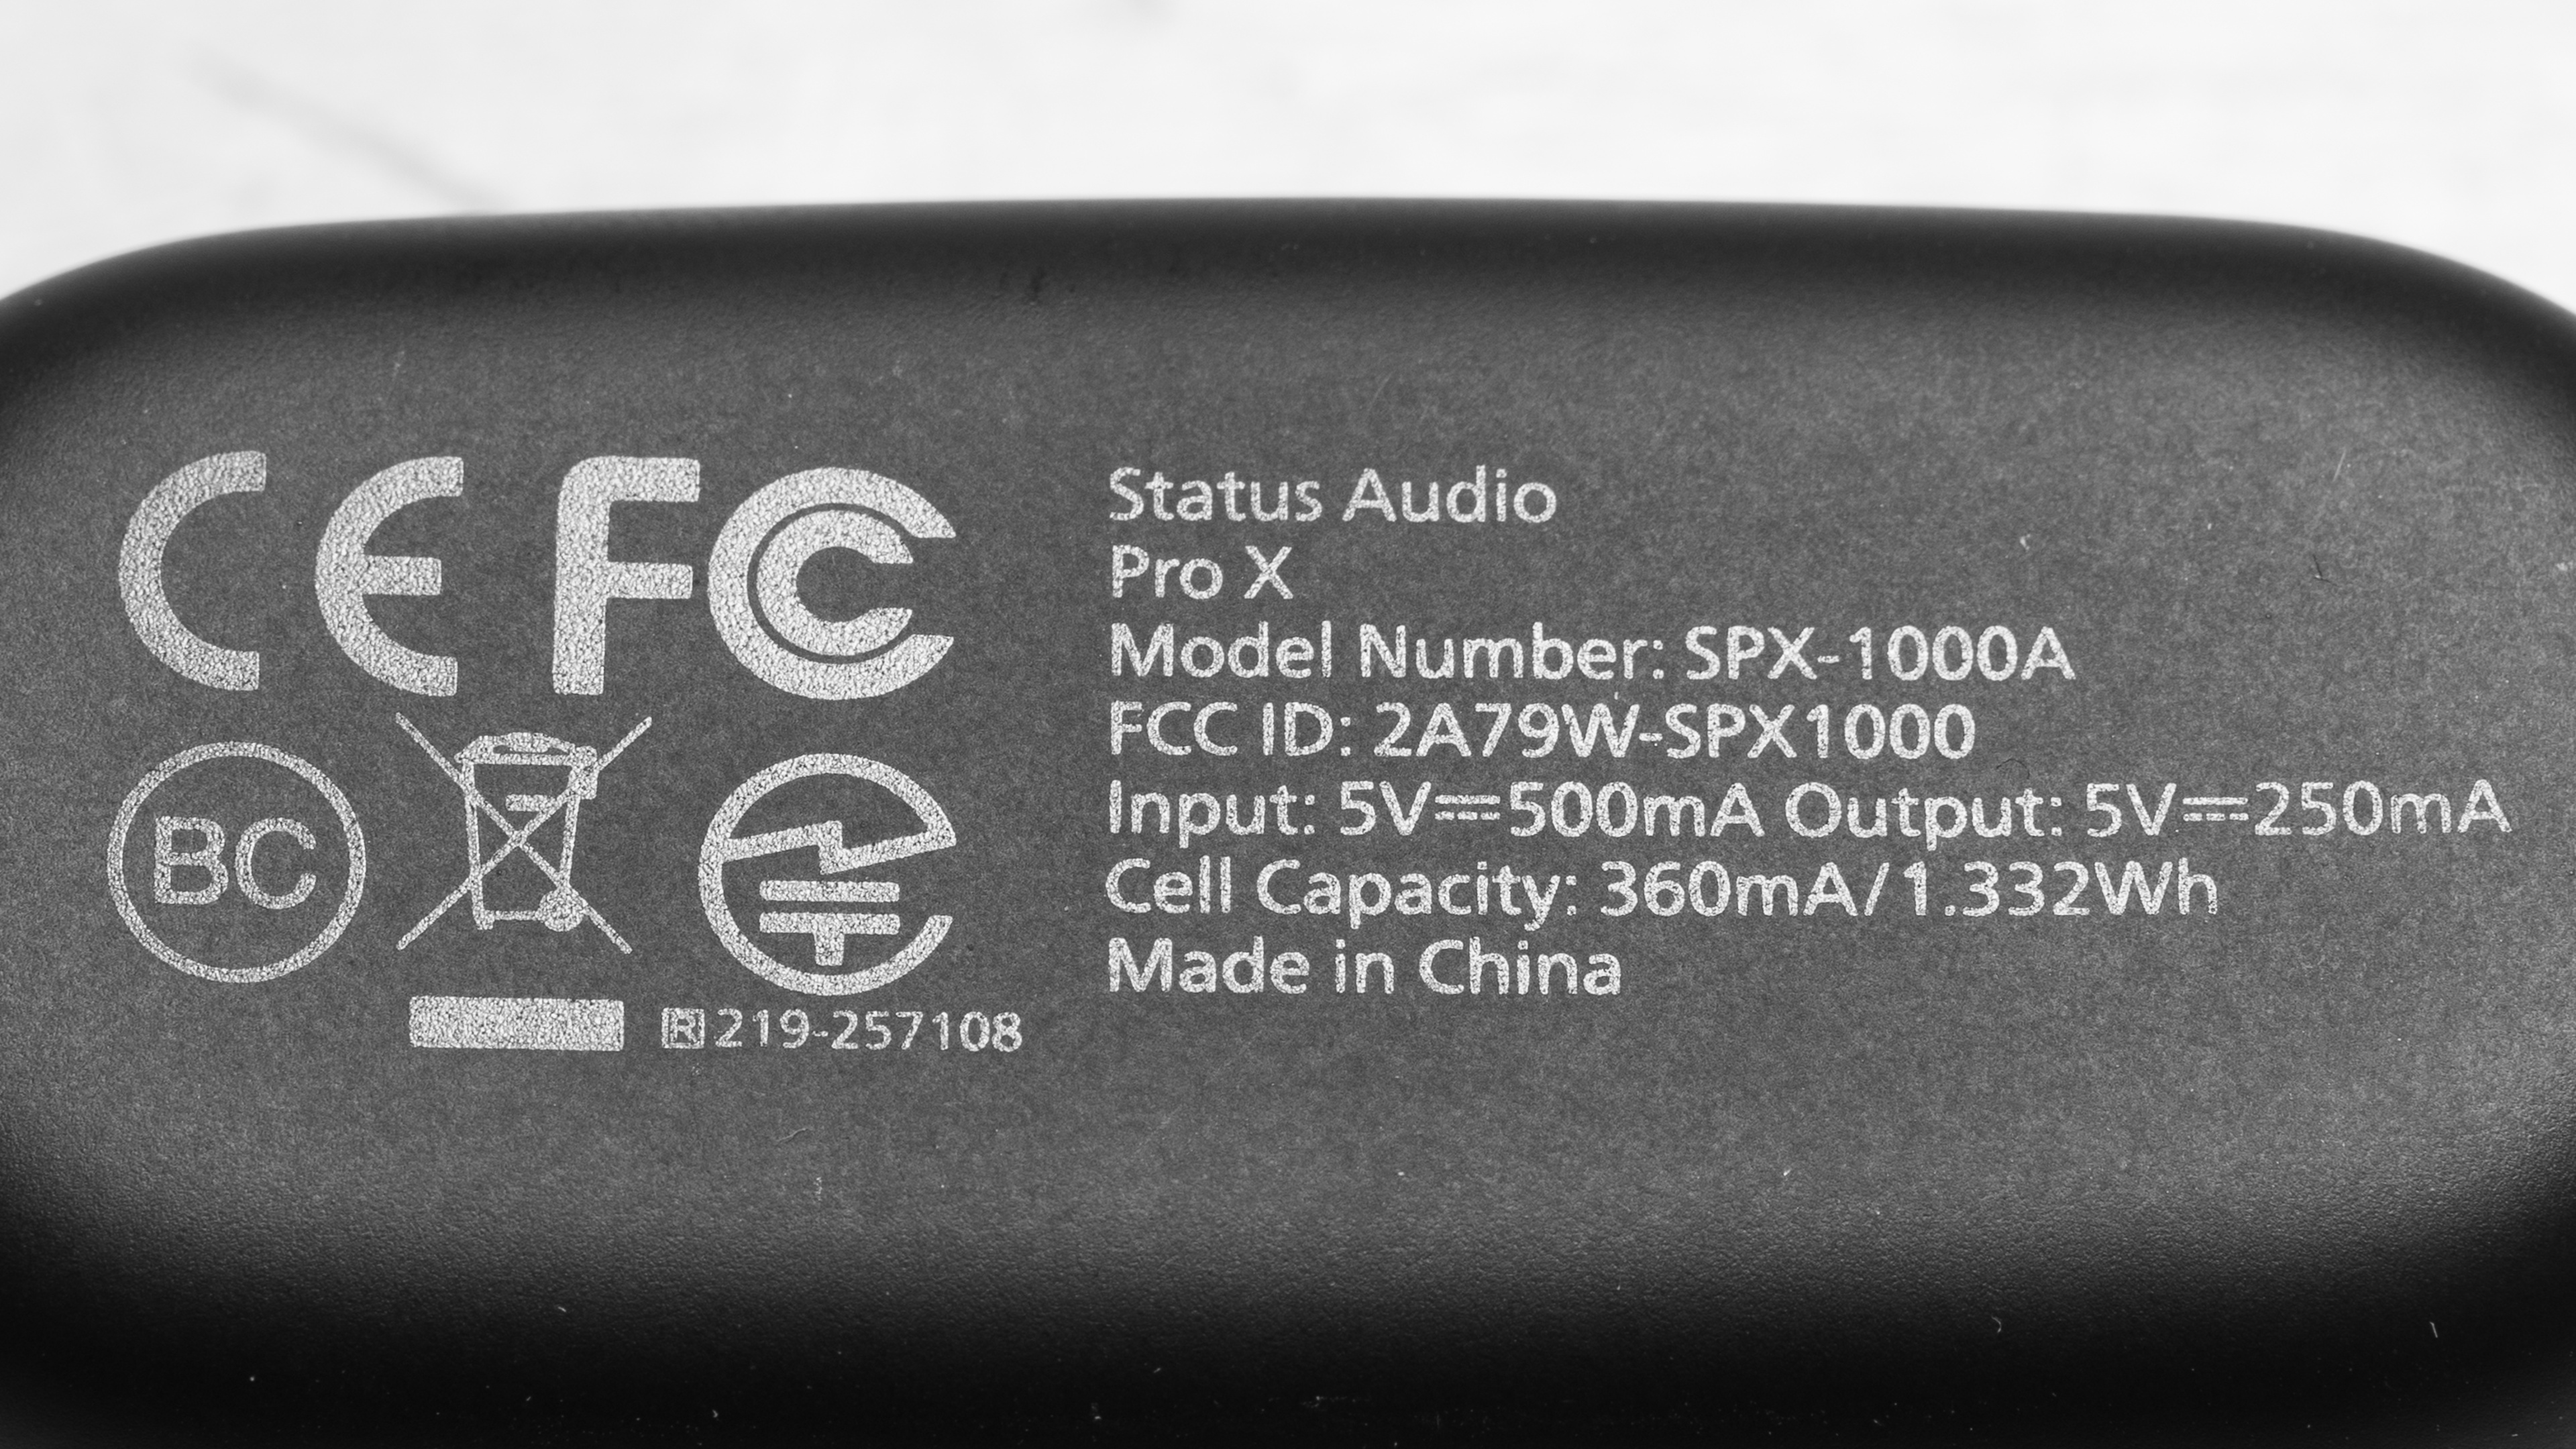 CE FC
BC
R 219-257108
Status Audio
Pro X
Model Number: SPX-1000A
FCC ID: 2A79W-SPX1000
Input: 5V⎓500mA Output: 5V⎓250mA
Cell Capacity: 360mA/1.332Wh
Made in China